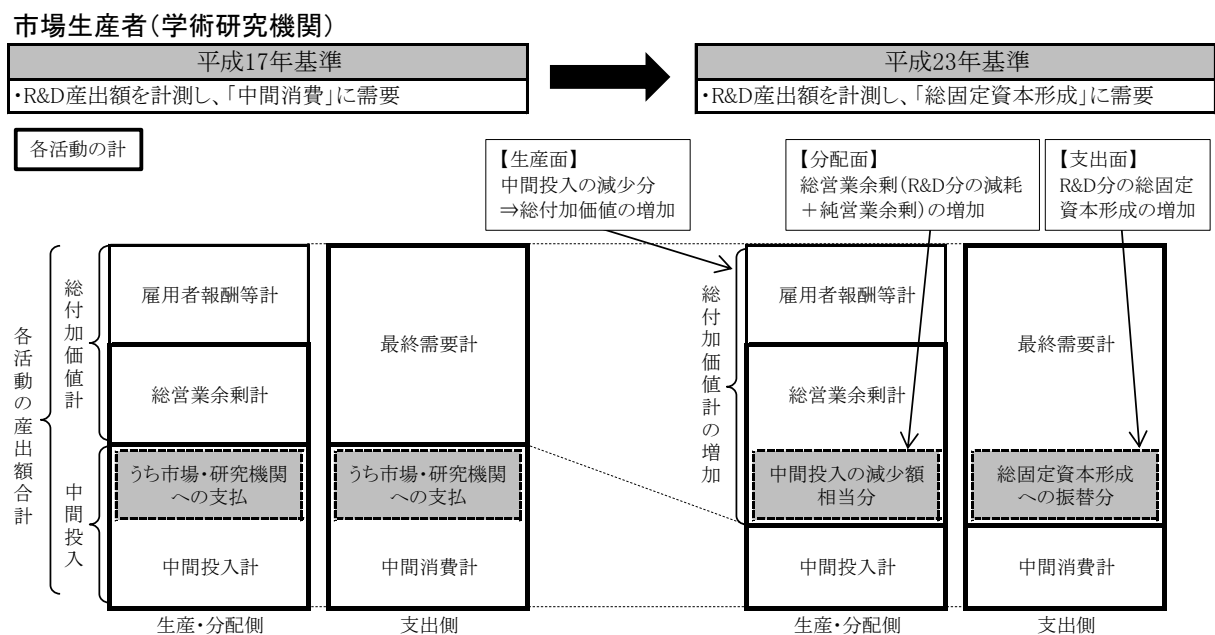 市場生産者(学術研究機関)
平成17年基準
・R&D産出額を計測し、「中間消費」に需要
平成23年基準
・R&D産出額を計測し、「総固定資本形成」に需要
各活動の計
【生産面】
中間投入の減少分
⇒総付加価値の増加
【分配面】
総営業余剰(R&D分の減耗
+純営業余剰)の増加
【支出面】
R&D分の総固定
資本形成の増加
各活動の産出額合計
総付加価値計
中間投入
雇用者報酬等計
総営業余剰計
うち市場・研究機関
への支払
中間投入計
生産・分配側
最終需要計
うち市場・研究機関
への支払
中間消費計
支出側
総付加価値計の増加
雇用者報酬等計
総営業余剰計
中間投入の減少額
相当分
中間投入計
生産・分配側
最終需要計
総固定資本形成
への振替分
中間消費計
支出側